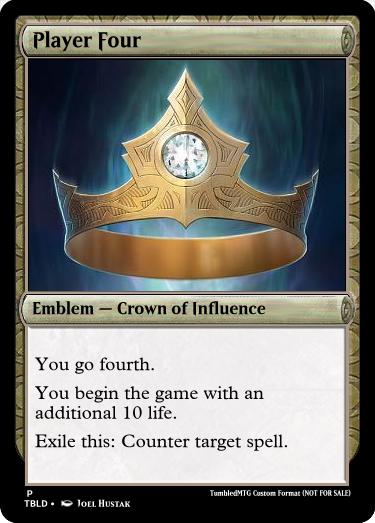 Player Four
Emblem — Crown of Influence
You go fourth.
You begin the game with an
additional 10 life.
Exile this: Counter target spell.
P
TBLD • Joel Hustak
TumbledMTG Custom Format (NOT FOR SALE)